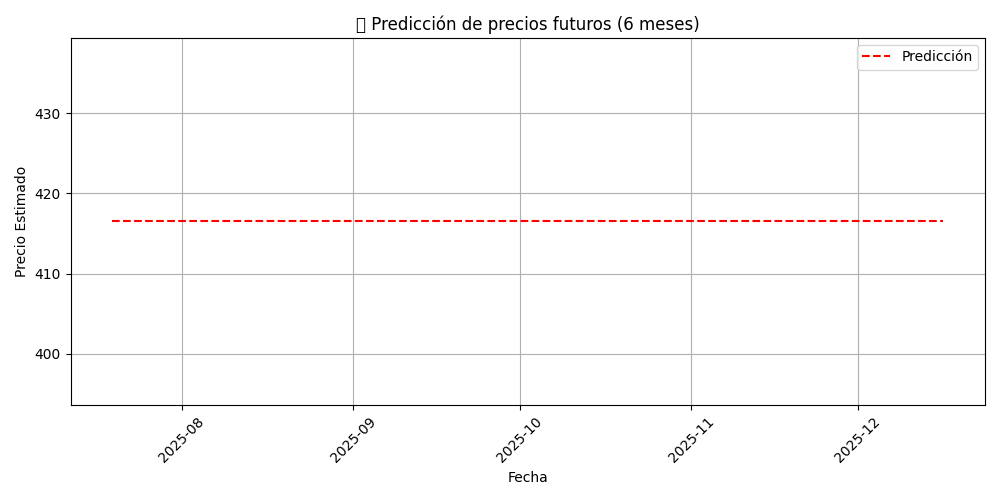 ▯ Predicción de precios futuros (6 meses)
Predicción
Precio Estimado
430
420
410
400
2025-08
2025-09
2025-10
2025-11
2025-12
Fecha